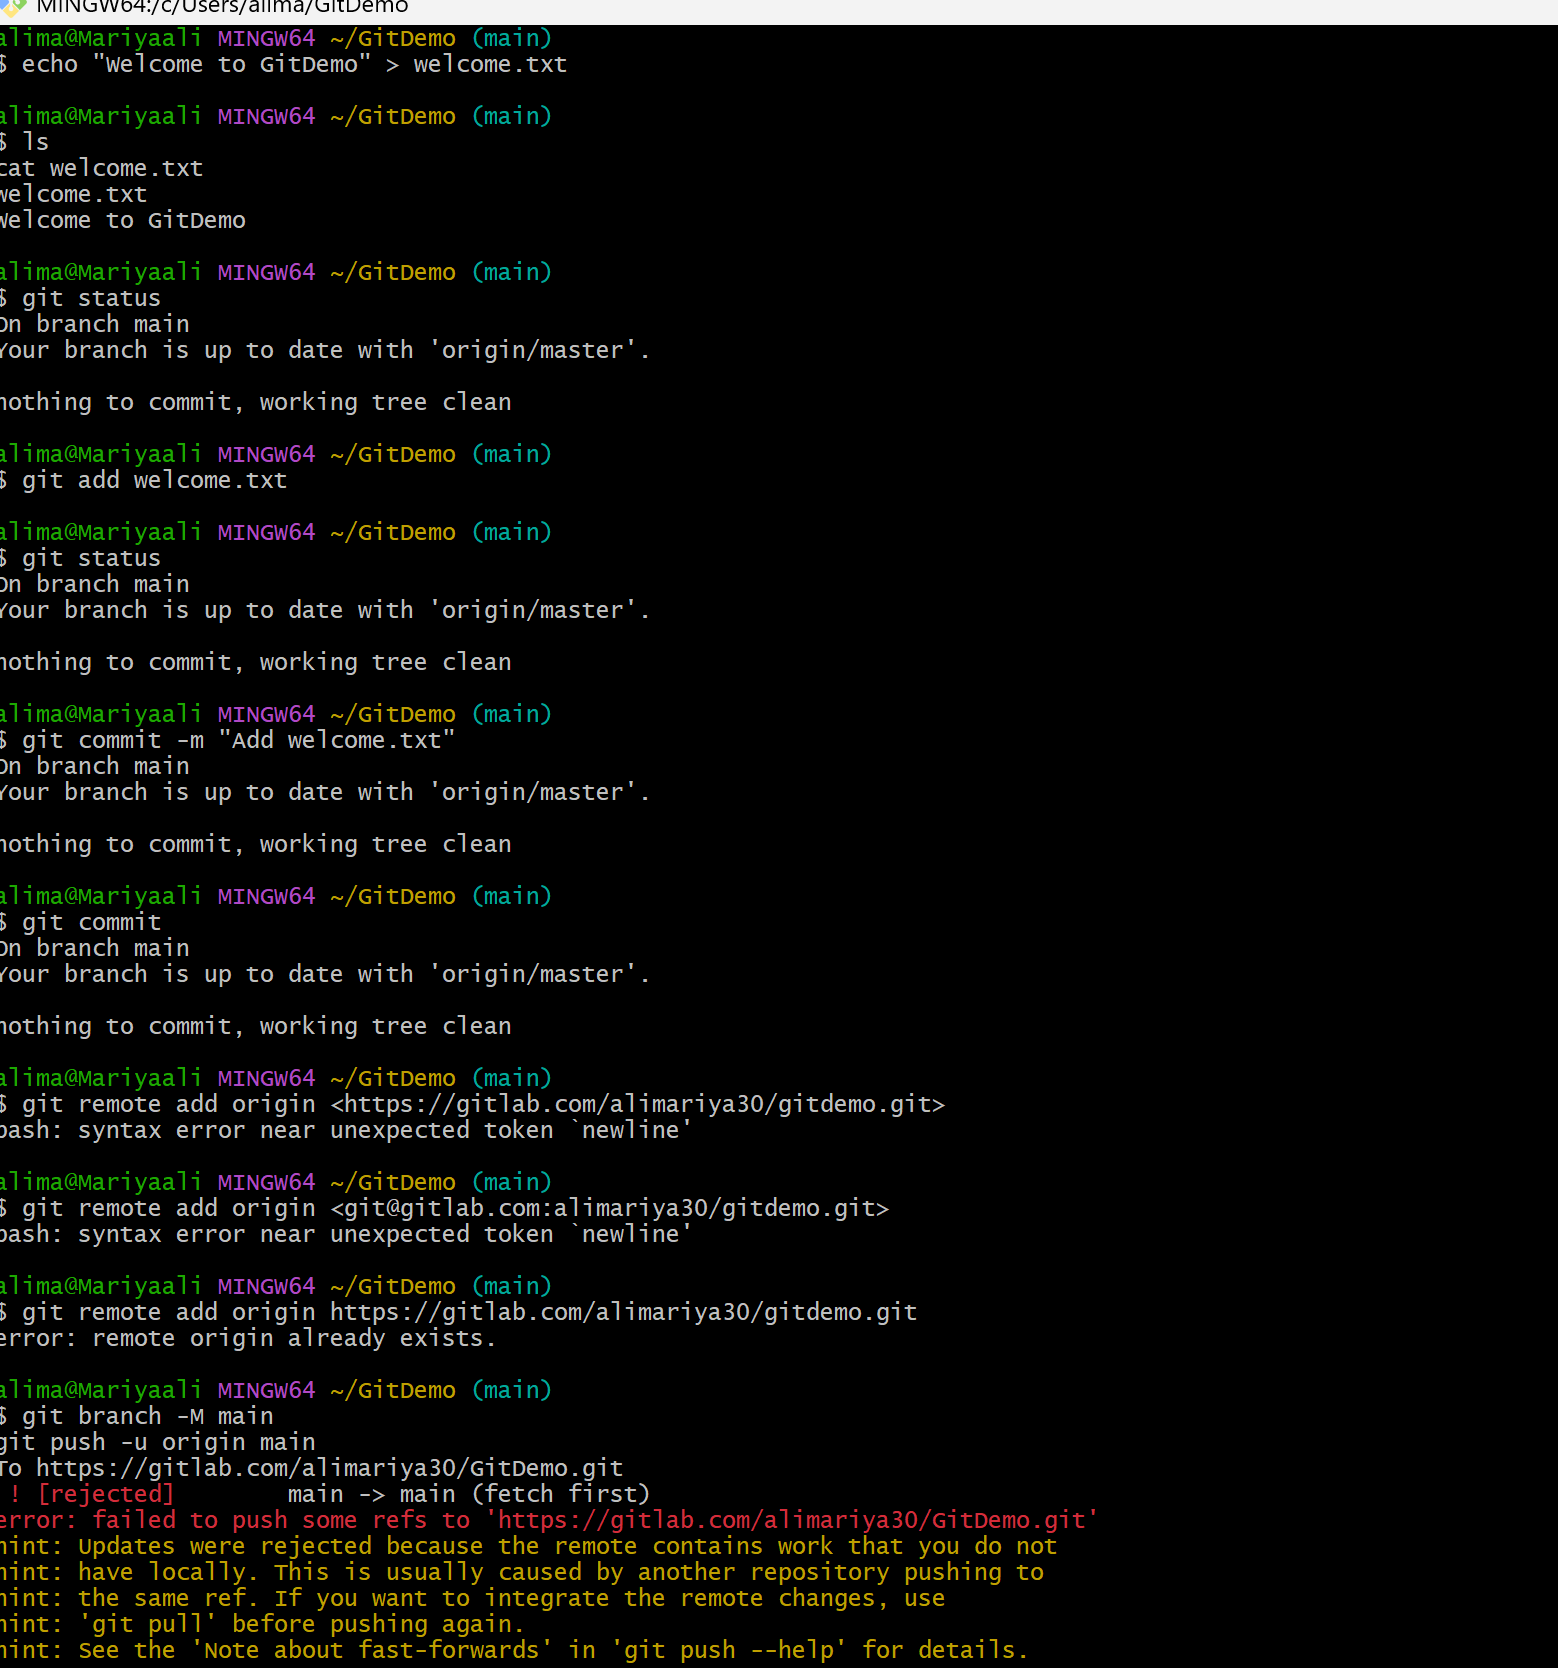 MINGW64:/c/Users/alima/GitDemo
alima@Mariyaali MINGW64 ~/GitDemo (main)
$ echo "Welcome to GitDemo" > welcome.txt
alima@Mariyaali MINGW64 ~/GitDemo (main)
$ ls
cat welcome.txt
welcome.txt
Welcome to GitDemo
alima@Mariyaali MINGW64 ~/GitDemo (main)
$ git status
On branch main
Your branch is up to date with 'origin/master'.
nothing to commit, working tree clean
alima@Mariyaali MINGW64 ~/GitDemo (main)
$ git add welcome.txt
alima@Mariyaali MINGW64 ~/GitDemo (main)
$ git status
On branch main
Your branch is up to date with 'origin/master'.
nothing to commit, working tree clean
alima@Mariyaali MINGW64 ~/GitDemo (main)
$ git commit -m "Add welcome.txt"
On branch main
Your branch is up to date with 'origin/master'.
nothing to commit, working tree clean
alima@Mariyaali MINGW64 ~/GitDemo (main)
$ git commit
On branch main
Your branch is up to date with 'origin/master'.
nothing to commit, working tree clean
alima@Mariyaali MINGW64 ~/GitDemo (main)
$ git remote add origin <https://gitlab.com/alimariya30/gitdemo.git>
bash: syntax error near unexpected token `newline'
alima@Mariyaali MINGW64 ~/GitDemo (main)
$ git remote add origin <git@gitlab.com:alimariya30/gitdemo.git>
bash: syntax error near unexpected token `newline'
alima@Mariyaali MINGW64 ~/GitDemo (main)
$ git remote add origin https://gitlab.com/alimariya30/gitdemo.git
error: remote origin already exists.
alima@Mariyaali MINGW64 ~/GitDemo (main)
$ git branch -M main
git push -u origin main
To https://gitlab.com/alimariya30/GitDemo.git
! [rejected] main -> main (fetch first)
error: failed to push some refs to 'https://gitlab.com/alimariya30/GitDemo.git'
hint: Updates were rejected because the remote contains work that you do not
hint: have locally. This is usually caused by another repository pushing to
hint: the same ref. If you want to integrate the remote changes, use
hint: 'git pull' before pushing again.
hint: See the 'Note about fast-forwards' in 'git push --help' for details.